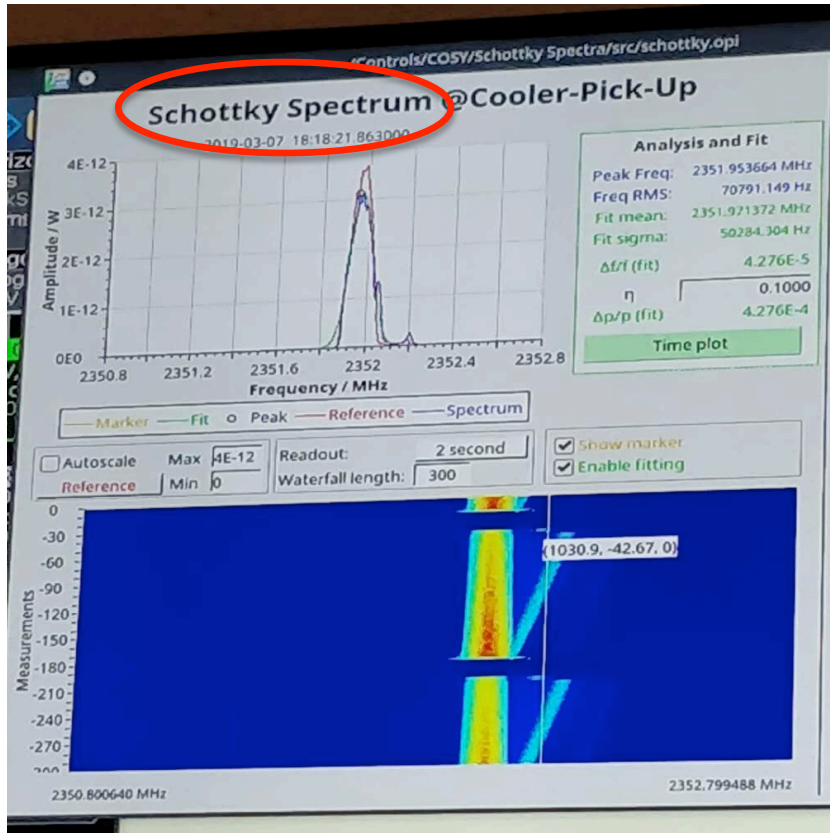 /Controls/COSY/Schottky Spectra/src/schottky.opi
Schottky Spectrum @Cooler-Pick-Up
2019-03-07 18:18:21.863000
4E-12
3E-12
2E-12
1E-12
0E0
Amplitude / W
2350.8 2351.2 2351.6 2352 2352.4 2352.8
Frequency / MHz
Marker Fit Peak Reference Spectrum
Analysis and Fit
Peak Freq: 2351.953664 MHz
Freq RMS: 70791.149 Hz
Fit mean: 2351.971372 MHz
Fit sigma: 50284.304 Hz
Δf/f (fit) 4.276E-5
η 0.1000
Δp/p (fit) 4.276E-4
Time plot
Autoscale Max 4E-12
Reference Min 0
Readout: 2 second
Waterfall length: 300
Show marker
Enable fitting
0
-30
-60
-90
-120
-150
-180
-210
-240
-270
Measurements
(1030.9, -42.67, 0)
2350.800640 MHz 2352.799488 MHz